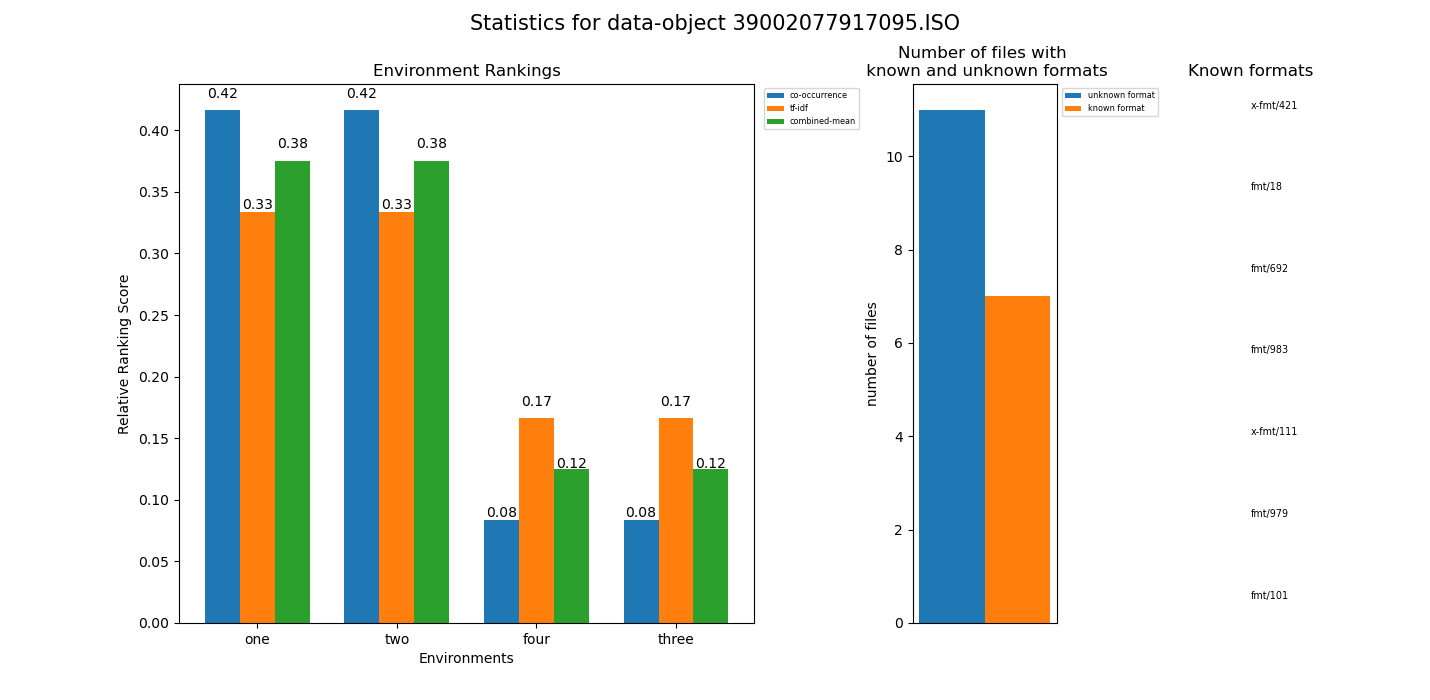 Statistics for data-object 39002077917095.ISO
Environment Rankings
0.42
0.33
0.38
0.42
0.33
0.38
0.08
0.17
0.12
0.08
0.17
0.12
0.40
0.35
0.30
0.25
0.20
0.15
0.10
0.05
0.00
Relative Ranking Score
one two four three
Environments
co-occurrence
tf-idf
combined-mean
Number of files with
known and unknown formats
10
8
6
4
2
0
number of files
unknown format
known format
Known formats
x-fmt/421
fmt/18
fmt/692
fmt/983
x-fmt/111
fmt/979
fmt/101